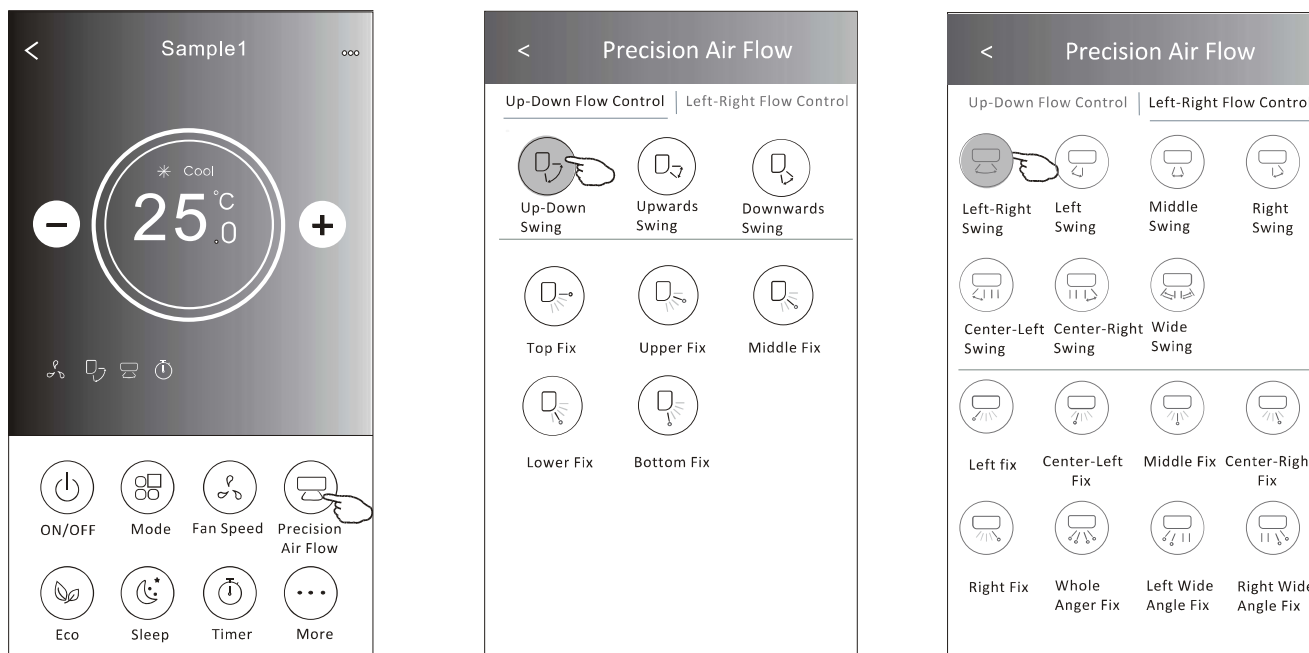 <
Sample1
ooo
Cool
25.0 °C
−
+
ON/OFF
Mode
Fan Speed
Precision
Air Flow
Eco
Sleep
Timer
More
<
Precision Air Flow
Up-Down Flow Control
Left-Right Flow Control
Up-Down
Swing
Upwards
Swing
Downwards
Swing
Top Fix
Upper Fix
Middle Fix
Lower Fix
Bottom Fix
<
Precision Air Flow
Up-Down Flow Control
Left-Right Flow Contro
Left-Right
Swing
Left
Swing
Middle
Swing
Right
Swing
Center-Left
Swing
Center-Right
Swing
Wide
Swing
Left fix
Center-Left
Fix
Middle Fix
Center-Righ
Fix
Right Fix
Whole
Anger Fix
Left Wide
Angle Fix
Right Wide
Angle Fix